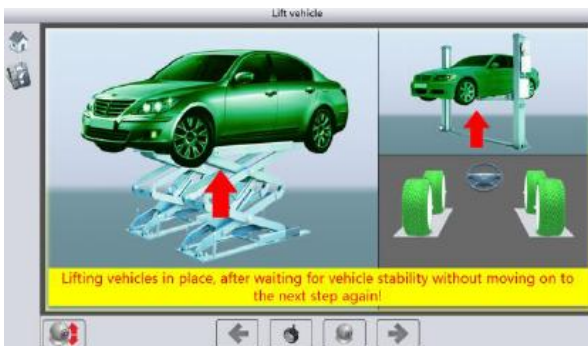 Lift vehicle
Lifting vehicles in place, after waiting for vehicle stability without moving on to
the next step again!